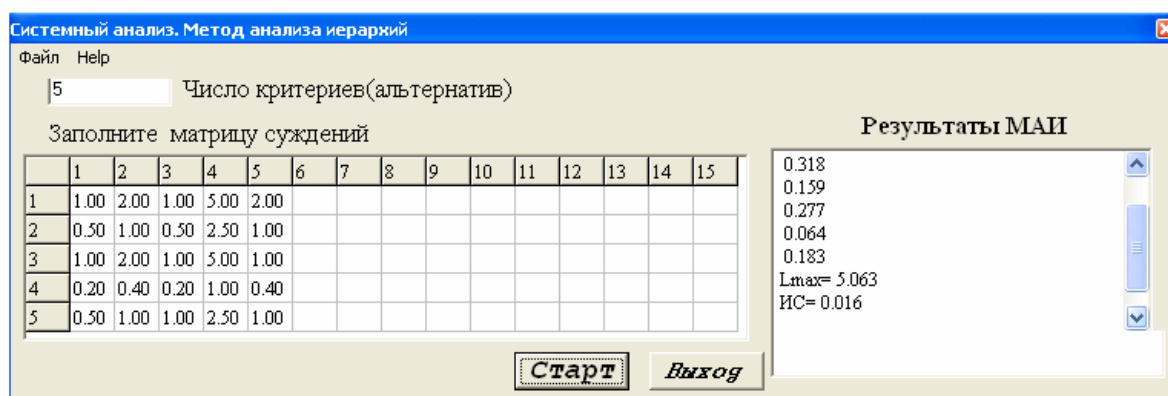 Системный анализ. Метод анализа иерархий
Файл Help
5 Число критериев(альтернатив)
Заполните матрицу суждений
Результаты МАИ
1 2 3 4 5 6 7 8 9 10 11 12 13 14 15
1 1.00 2.00 1.00 5.00 2.00
2 0.50 1.00 0.50 2.50 1.00
3 1.00 2.00 1.00 5.00 1.00
4 0.20 0.40 0.20 1.00 0.40
5 0.50 1.00 1.00 2.50 1.00
0.318
0.159
0.277
0.064
0.183
Lmax= 5.063
ИС= 0.016
Старт Выход